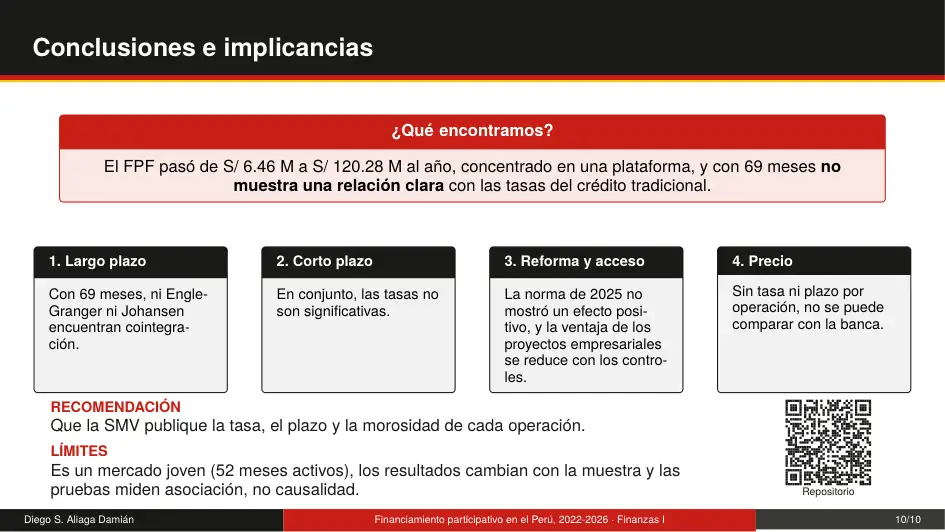 Conclusiones e implicancias
¿Qué encontramos?
El FPF pasó de S/ 6.46 M a S/ 120.28 M al año, concentrado en una plataforma, y con 69 meses no
muestra una relación clara con las tasas del crédito tradicional.
1. Largo plazo
Con 69 meses, ni Engle-
Granger ni Johansen
encuentran cointegra-
ción.
2. Corto plazo
En conjunto, las tasas no
son significativas.
3. Reforma y acceso
La norma de 2025 no
mostró un efecto posi-
tivo, y la ventaja de los
proyectos empresariales
se reduce con los contro-
les.
4. Precio
Sin tasa ni plazo por
operación, no se puede
comparar con la banca.
RECOMENDACIÓN
Que la SMV publique la tasa, el plazo y la morosidad de cada operación.
LÍMITES
Es un mercado joven (52 meses activos), los resultados cambian con la muestra y las
pruebas miden asociación, no causalidad.
Repositorio
Diego S. Aliaga Damián
Financiamiento participativo en el Perú, 2022-2026 · Finanzas I
10/10